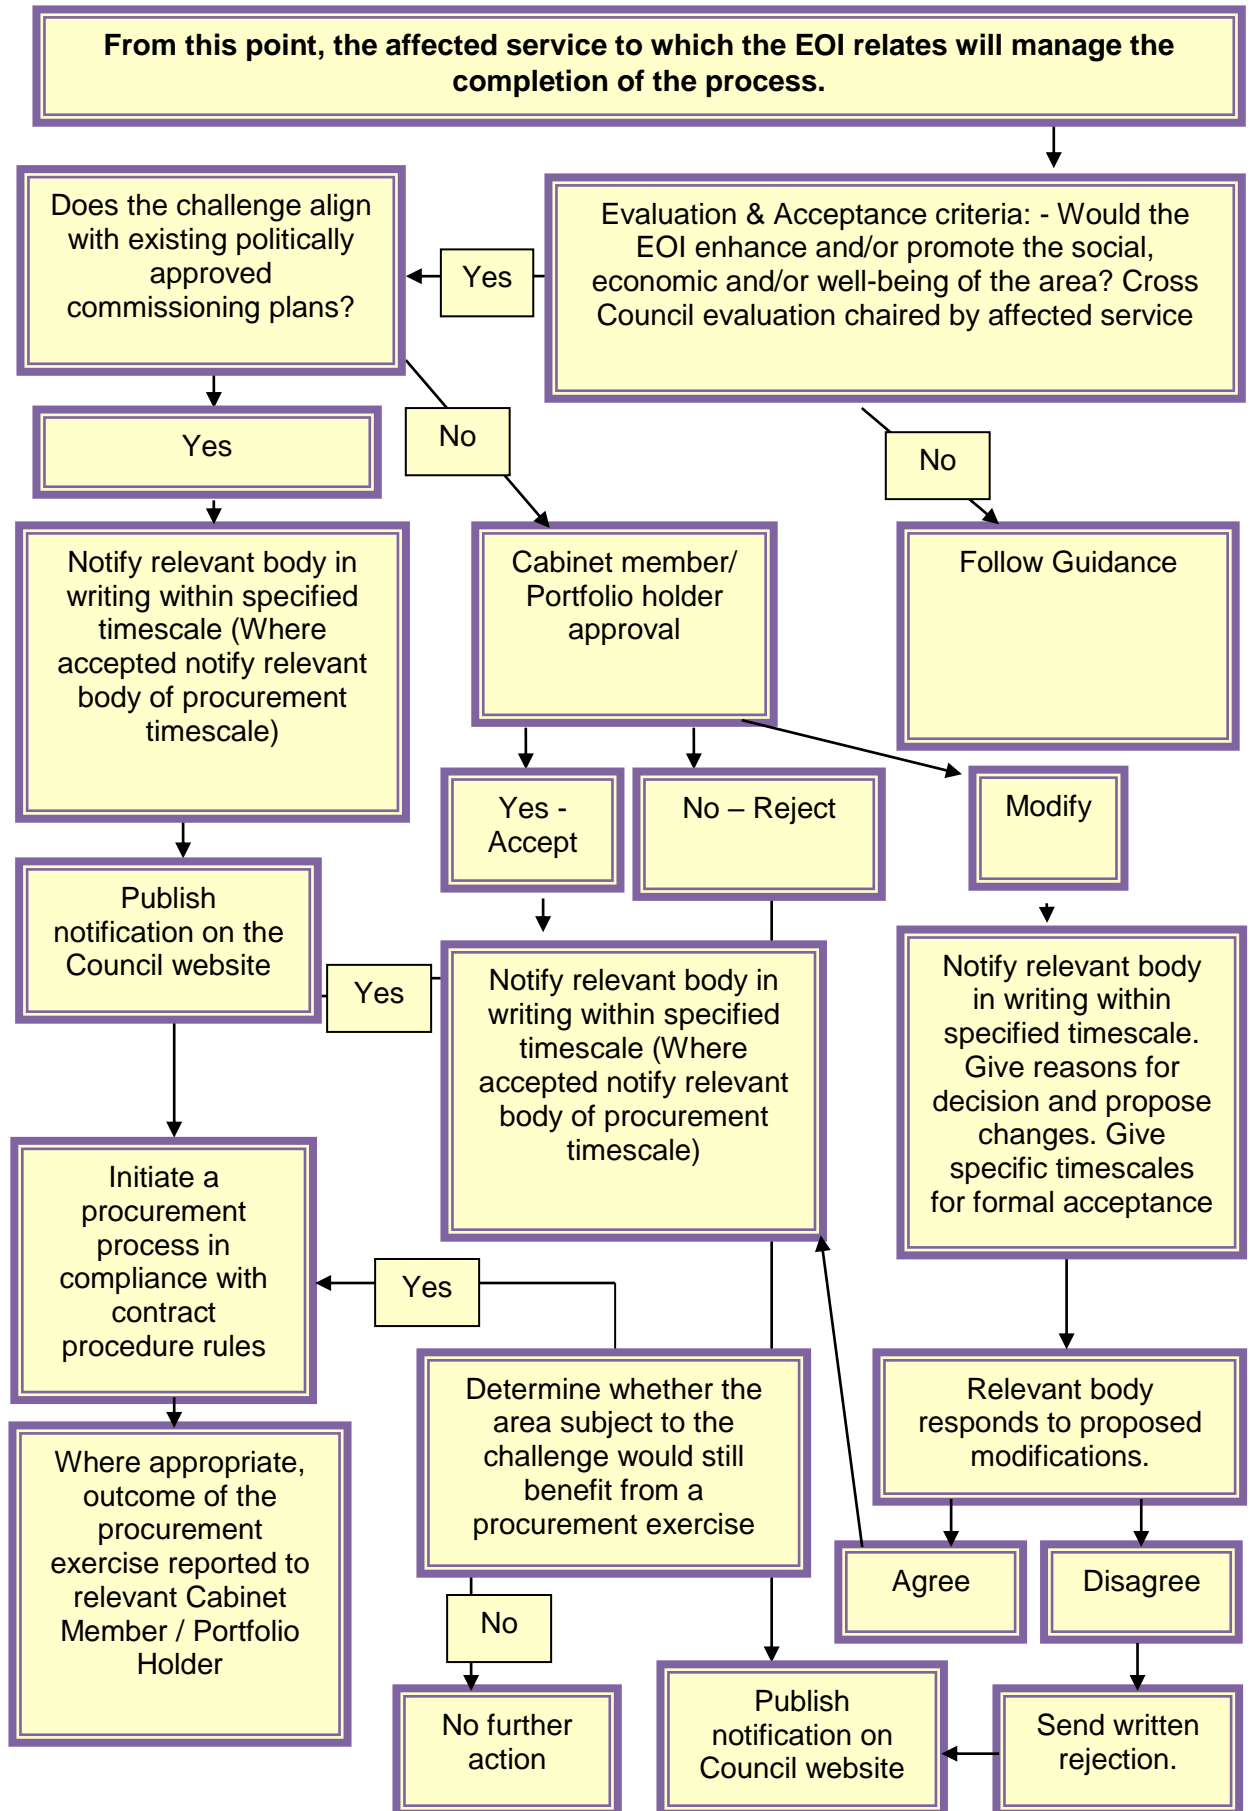 From this point, the affected service to which the EOI relates will manage the
completion of the process.
Does the challenge align
with existing politically
approved
commissioning plans?
Yes
Evaluation & Acceptance criteria: - Would the
EOI enhance and/or promote the social,
economic and/or well-being of the area? Cross
Council evaluation chaired by affected service
Yes
No
No
Notify relevant body in
writing within specified
timescale (Where
accepted notify relevant
body of procurement
timescale)
Cabinet member/
Portfolio holder
approval
Follow Guidance
Yes -
Accept
No – Reject
Modify
Publish
notification on the
Council website
Yes
Notify relevant body in
writing within specified
timescale (Where
accepted notify relevant
body of procurement
timescale)
Notify relevant body
in writing within
specified timescale.
Give reasons for
decision and propose
changes. Give
specific timescales
for formal acceptance
Initiate a
procurement
process in
compliance with
contract
procedure rules
Yes
Determine whether the
area subject to the
challenge would still
benefit from a
procurement exercise
Relevant body
responds to proposed
modifications.
Where appropriate,
outcome of the
procurement
exercise reported to
relevant Cabinet
Member / Portfolio
Holder
No
Agree
Disagree
No further
action
Publish
notification on
Council website
Send written
rejection.